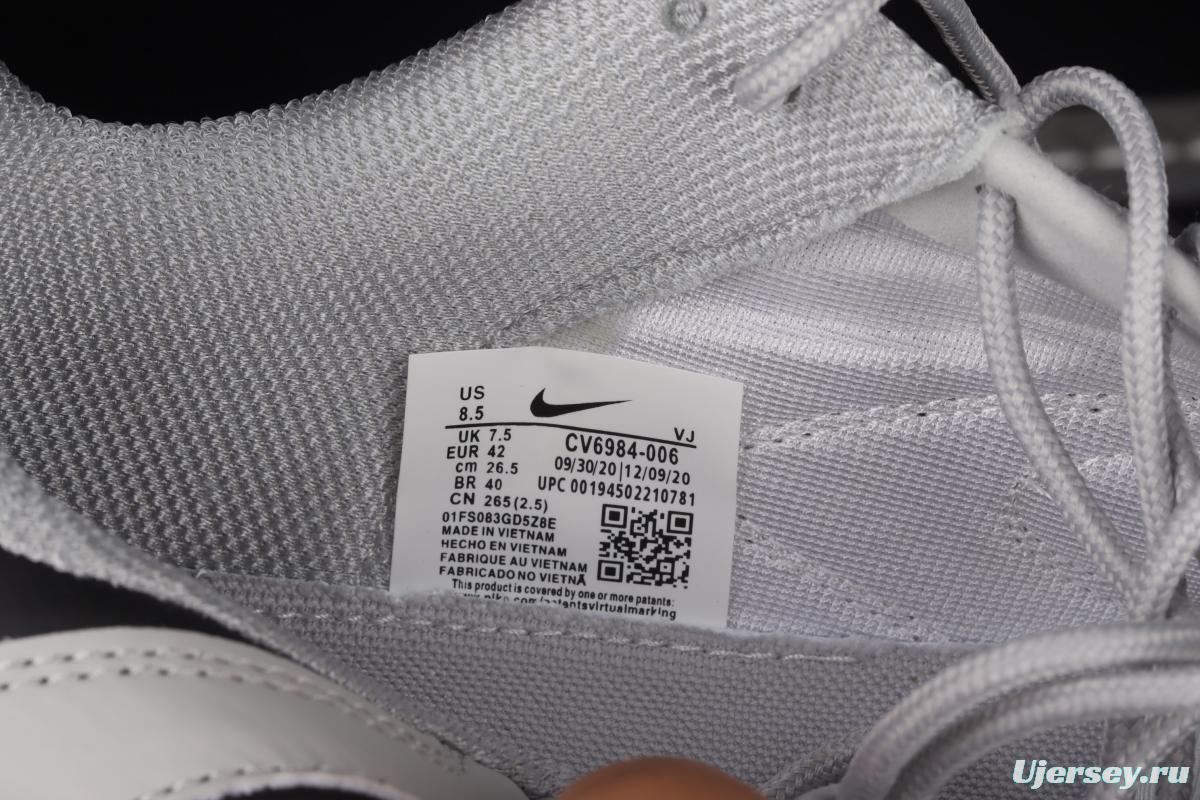 US
8.5
VJ
UK 7.5
CV6984-006
EUR 42
09/30/20|12/09/20
cm 26.5
UPC 00194502210781
BR 40
CN 265(2.5)
01FS083GD5Z8E
MADE IN VIETNAM
HECHO EN VIETNAM
FABRIQUE AU VIETNAM
FABRICADO NO VIETNÃ
This product is covered by one or more patents:
Ujersey.ru